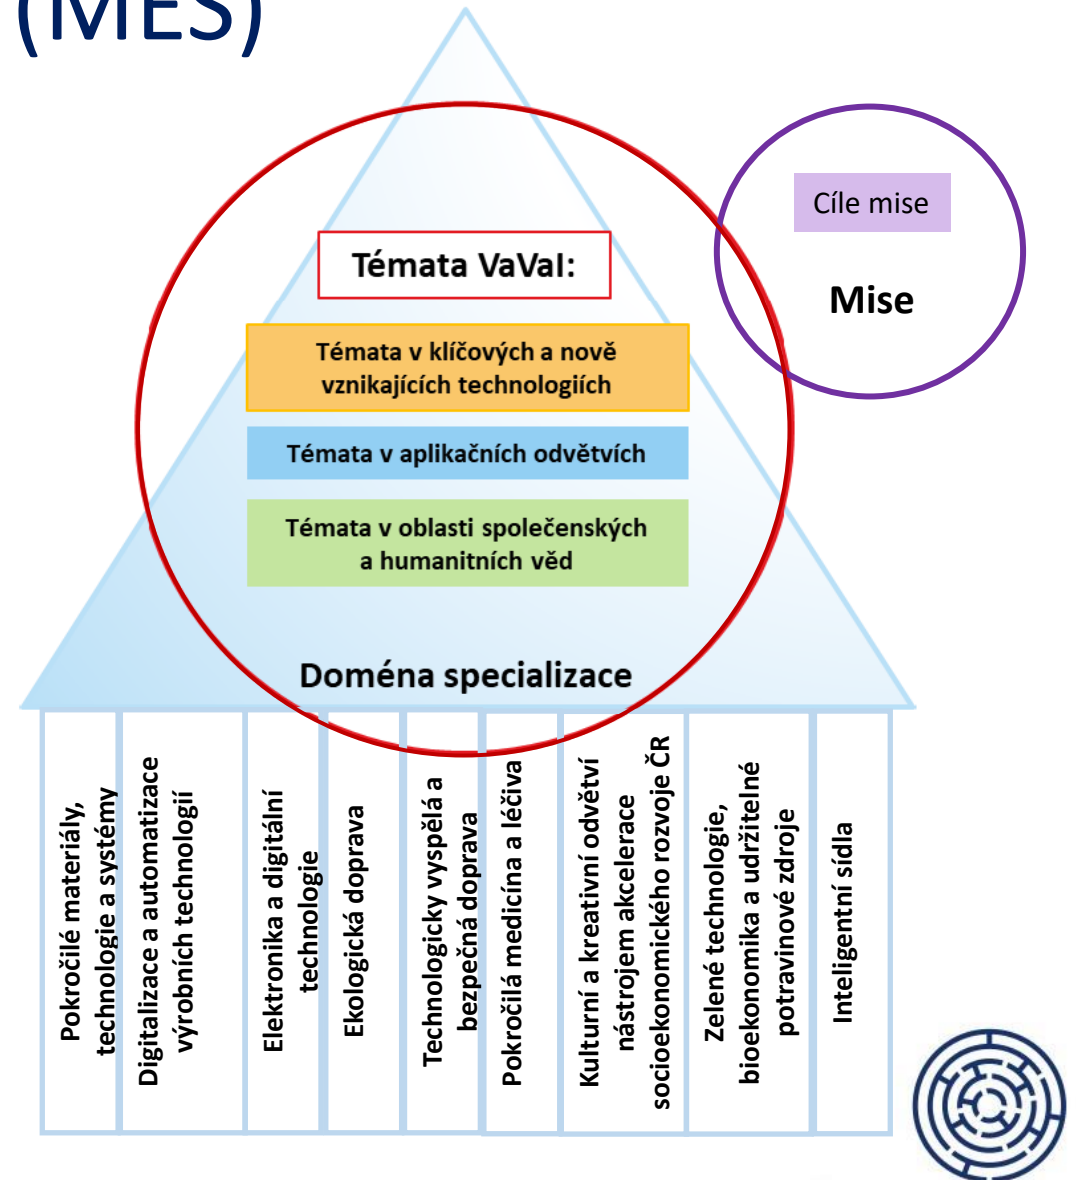 (MES)
Cíle mise
Mise
Témata VaVaI:
Témata v klíčových a nově
vznikajících technologiích
Témata v aplikačních odvětvích
Témata v oblasti společenských
a humanitních věd
Doména specializace
Pokročilé materiály,
technologie a systémy
Digitalizace a automatizace
výrobních technologií
Elektronika a digitální
technologie
Ekologická doprava
Technologicky vyspělá a
bezpečná doprava
Pokročilá medicína a léčiva
Kulturní a kreativní odvětví
nástrojem akcelerace
socioekonomického rozvoje ČR
Zelené technologie,
bioekonomika a udržitelné
potravinové zdroje
Inteligentní sídla